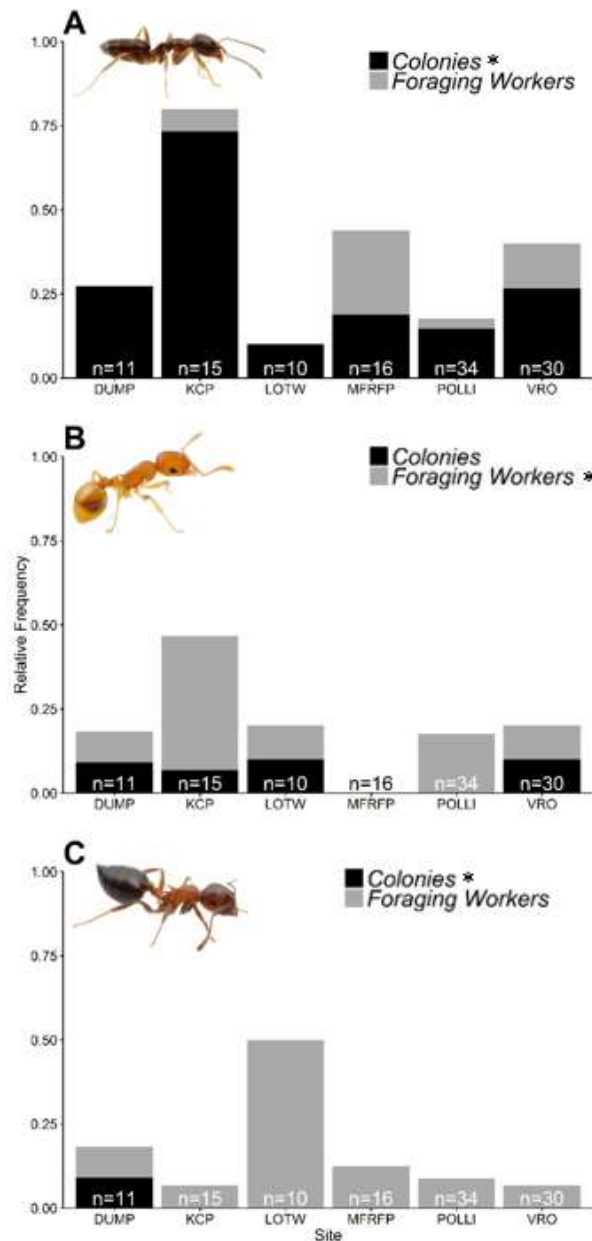 A
1.00
Colonies *
Foraging Workers
0.75
0.50
0.25
0.00
n=11 n=15 n=10 n=16 n=34 n=30
DUMP KCP LOTW MFRFP POLLI VRO
B
1.00
Colonies
Foraging Workers *
0.75
Relative Frequency
0.50
0.25
0.00
n=11 n=15 n=10 n=16 n=34 n=30
DUMP KCP LOTW MFRFP POLLI VRO
C
1.00
Colonies *
Foraging Workers
0.75
0.50
0.25
0.00
n=11 n=15 n=10 n=16 n=34 n=30
DUMP KCP LOTW MFRFP POLLI VRO
Site